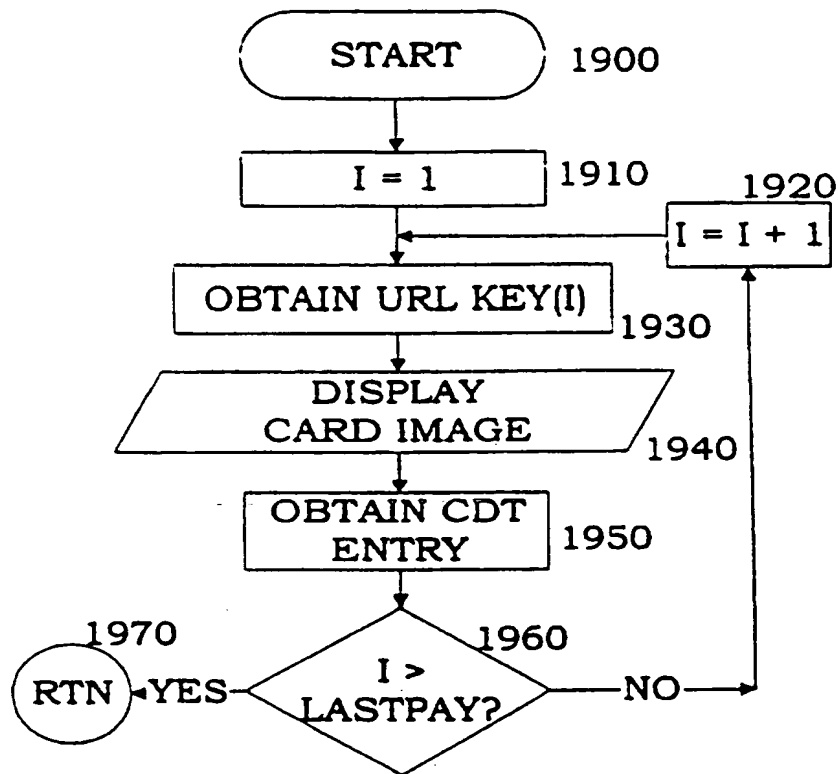 START
1900
I = 1
1910
1920
I = I + 1
OBTAIN URL KEY(I)
1930
DISPLAY
CARD IMAGE
1940
OBTAIN CDT
ENTRY
1950
1970
1960
RTN
YES
I >
LASTPAY?
NO